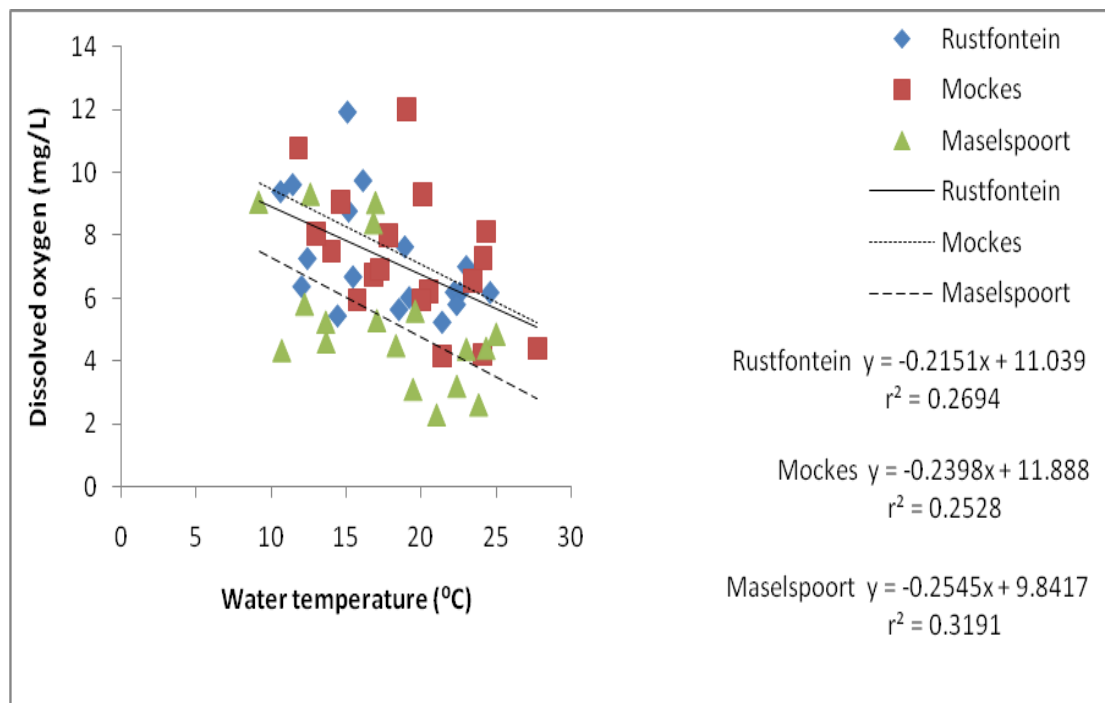 14
12
10
8
6
4
2
0
Dissolved oxygen (mg/L)
0 5 10 15 20 25 30
Water temperature (⁰C)
Rustfontein
Mockes
Maselspoort
Rustfontein
Mockes
Maselspoort
Rustfontein y = -0.2151x + 11.039
r² = 0.2694
Mockes y = -0.2398x + 11.888
r² = 0.2528
Maselspoort y = -0.2545x + 9.8417
r² = 0.3191